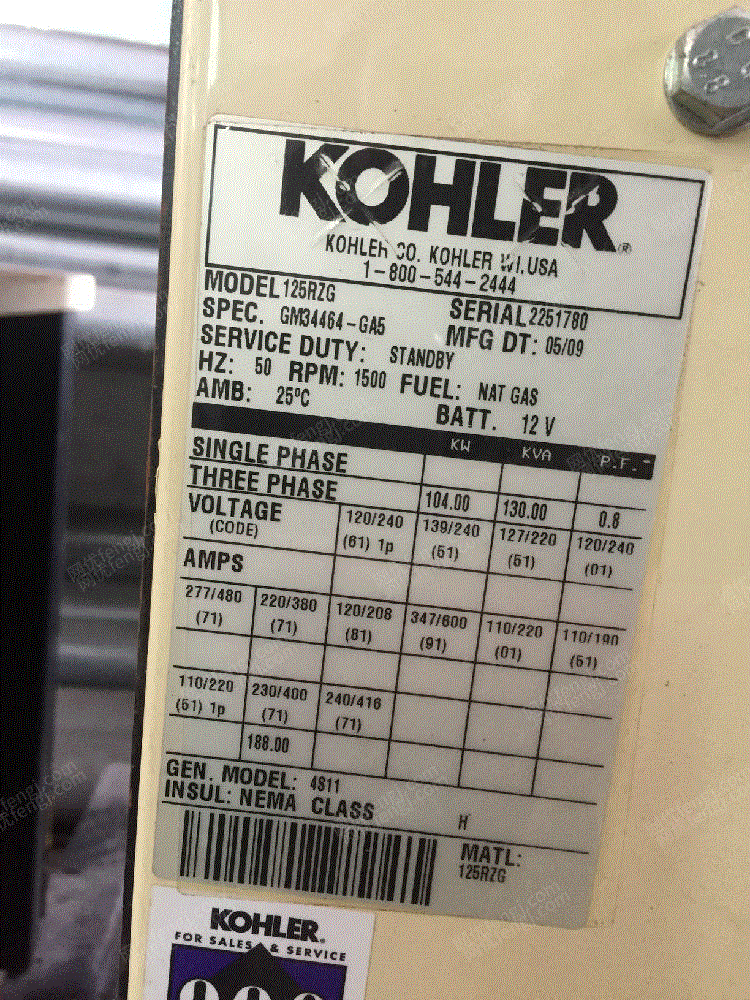 KOHLER®
KOHLER CO. KOHLER WI.USA
1-800-544-2444
MODEL 125RZG SERIAL 2251780
SPEC. GM34464-GA5 MFG DT: 05/09
SERVICE DUTY: STANDBY
HZ: 50 RPM: 1500 FUEL: NAT GAS
AMB: 25°C BATT. 12 V
KW KVA P.F.
SINGLE PHASE
THREE PHASE 104.00 130.00 0.8
VOLTAGE 120/240 139/240 127/220 120/240
(CODE) (61) 1p (51) (61) (01)
AMPS
277/480 220/380 120/208 347/600 110/220 110/190
(71) (71) (81) (91) (01) (61)
110/220 230/400 240/416
(51) 1p (71) (71)
188.00
GEN. MODEL: 4S11
INSUL: NEMA CLASS H
MATL:
125RZG
KOHLER®
FOR SALES & SERVICE